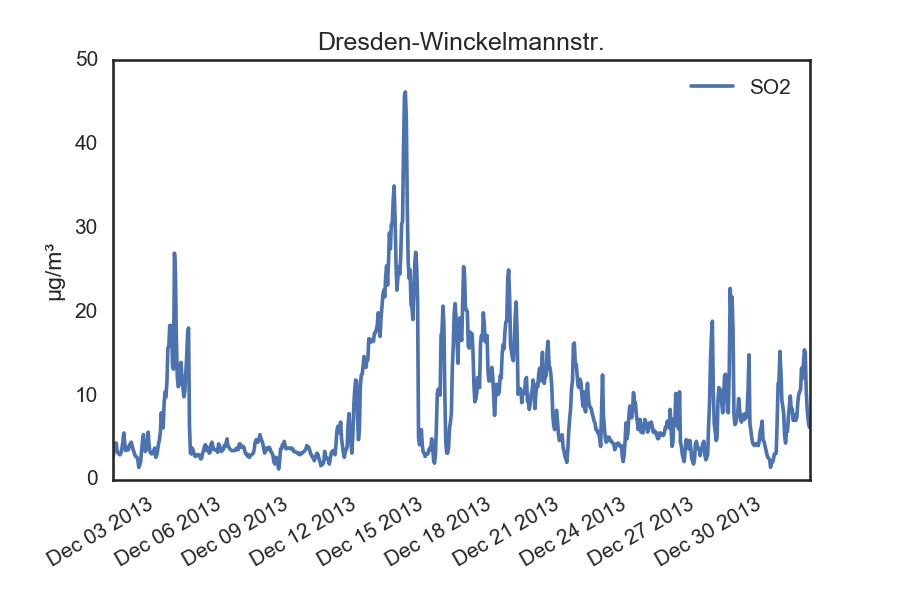 Dresden-Winckelmannstr.
50
SO2
40
30
µg/m³
20
10
0
Dec 03 2013
Dec 06 2013
Dec 09 2013
Dec 12 2013
Dec 15 2013
Dec 18 2013
Dec 21 2013
Dec 24 2013
Dec 27 2013
Dec 30 2013